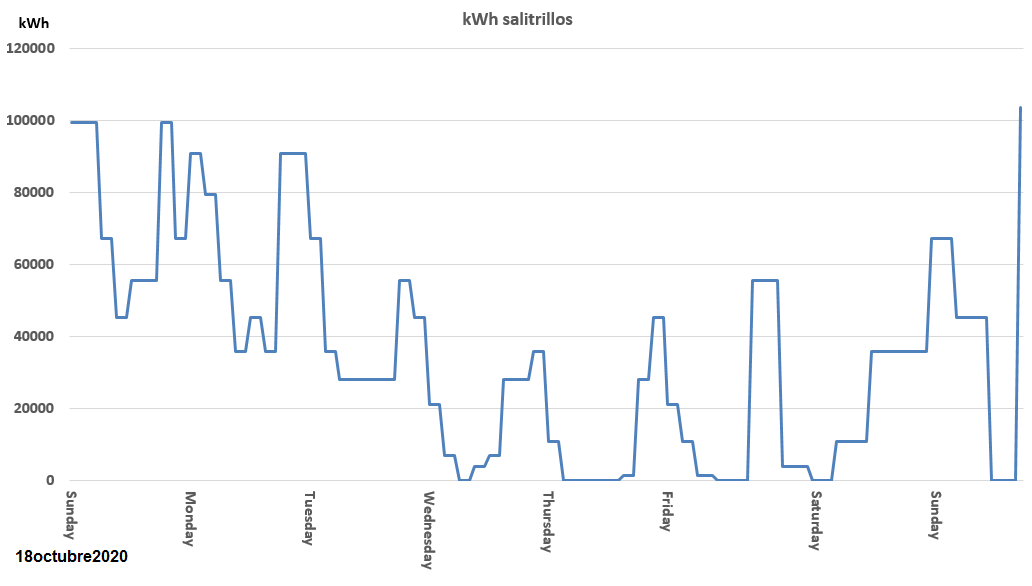 kWh salitrillos
kWh
120000
100000
80000
60000
40000
20000
0
Sunday
Monday
Tuesday
Wednesday
Thursday
Friday
Saturday
Sunday
18octubre2020